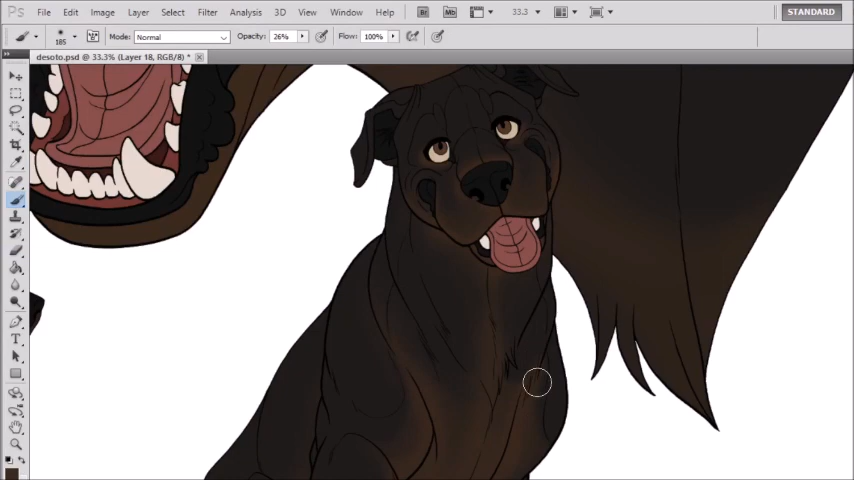 Ps File Edit Image Layer Select Filter Analysis 3D View Window Help Br Mb 33.3 STANDARD
185 Mode: Normal Opacity: 26% Flow: 100%
desoto.psd @ 33.3% (Layer 18, RGB/8) *
T